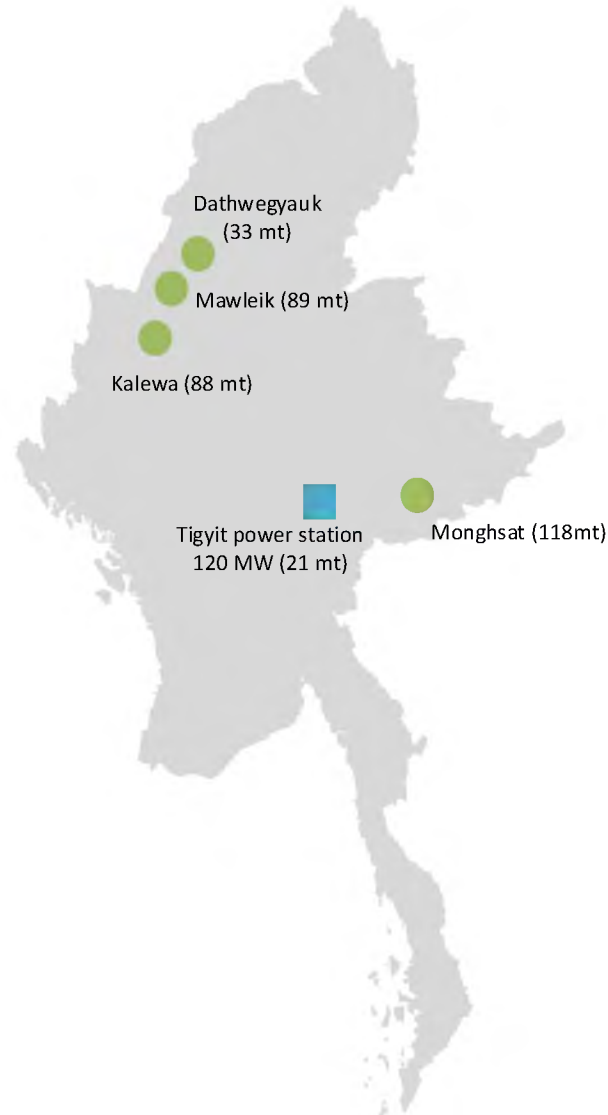 Dathwegyauk
(33 mt)
Mawleik (89 mt)
Kalewa (88 mt)
Tigyit power station
120 MW (21 mt)
Monghsat (118mt)